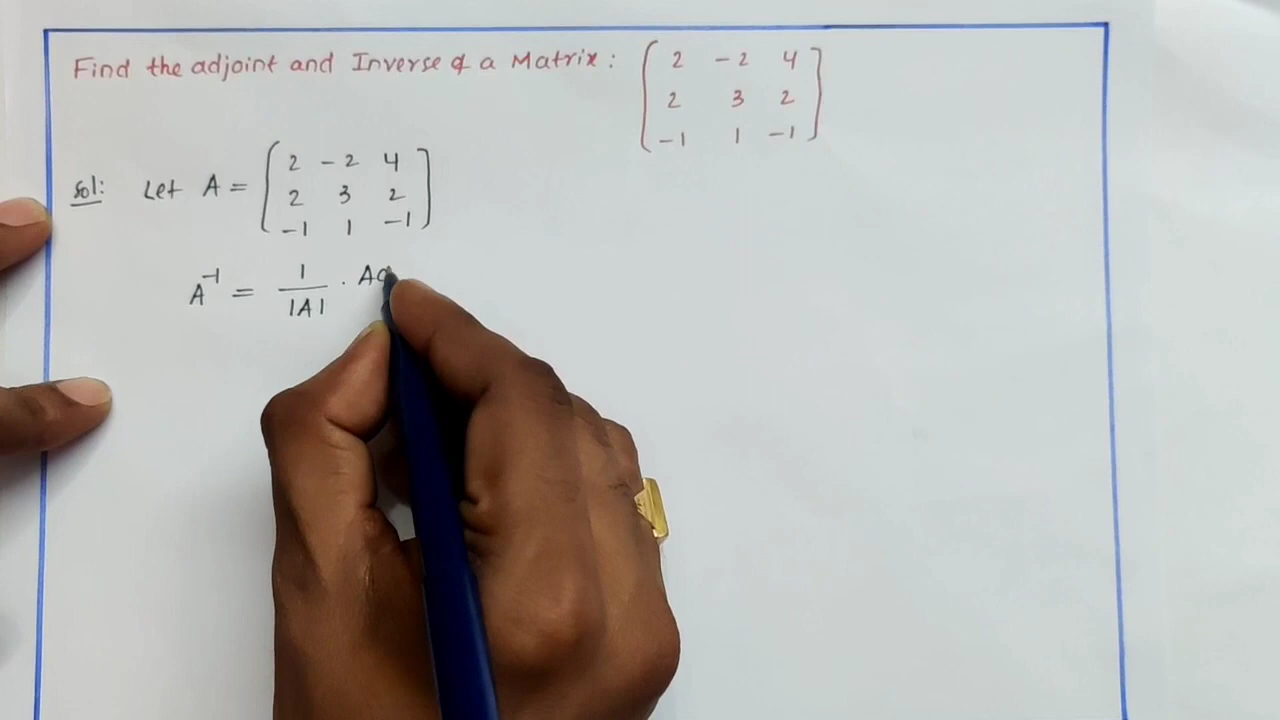 Find the adjoint and Inverse of a Matrix :
2 -2 4
2 3 2
-1 1 -1
Sol: Let A =
2 -2 4
2 3 2
-1 1 -1
A⁻¹ = 1/|A| . Ad